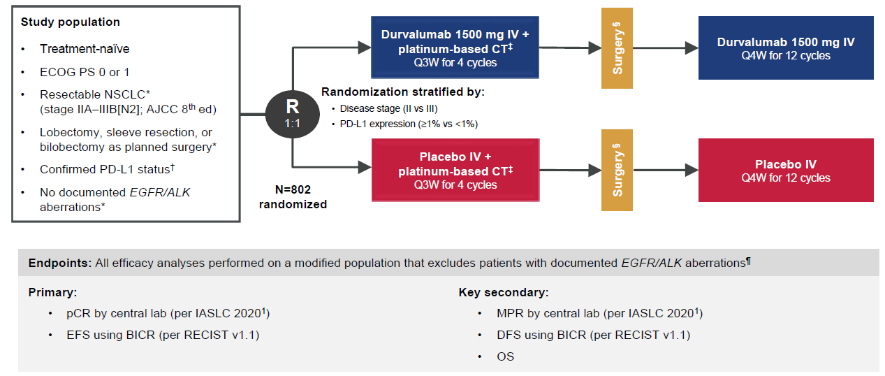 Study population
• Treatment-naïve
• ECOG PS 0 or 1
• Resectable NSCLC*
(stage IIA–IIIB[N2]; AJCC 8th ed)
• Lobectomy, sleeve resection, or
bilobectomy as planned surgery*
• Confirmed PD-L1 status†
• No documented EGFR/ALK
aberrations*
R
1:1
N=802
randomized
Durvalumab 1500 mg IV +
platinum-based CT‡
Q3W for 4 cycles
Surgery§
Durvalumab 1500 mg IV
Q4W for 12 cycles
Randomization stratified by:
• Disease stage (II vs III)
• PD-L1 expression (≥1% vs <1%)
Placebo IV +
platinum-based CT‡
Q3W for 4 cycles
Surgery§
Placebo IV
Q4W for 12 cycles
Endpoints: All efficacy analyses performed on a modified population that excludes patients with documented EGFR/ALK aberrations¶
Primary:
• pCR by central lab (per IASLC 2020¹)
• EFS using BICR (per RECIST v1.1)
Key secondary:
• MPR by central lab (per IASLC 2020¹)
• DFS using BICR (per RECIST v1.1)
• OS